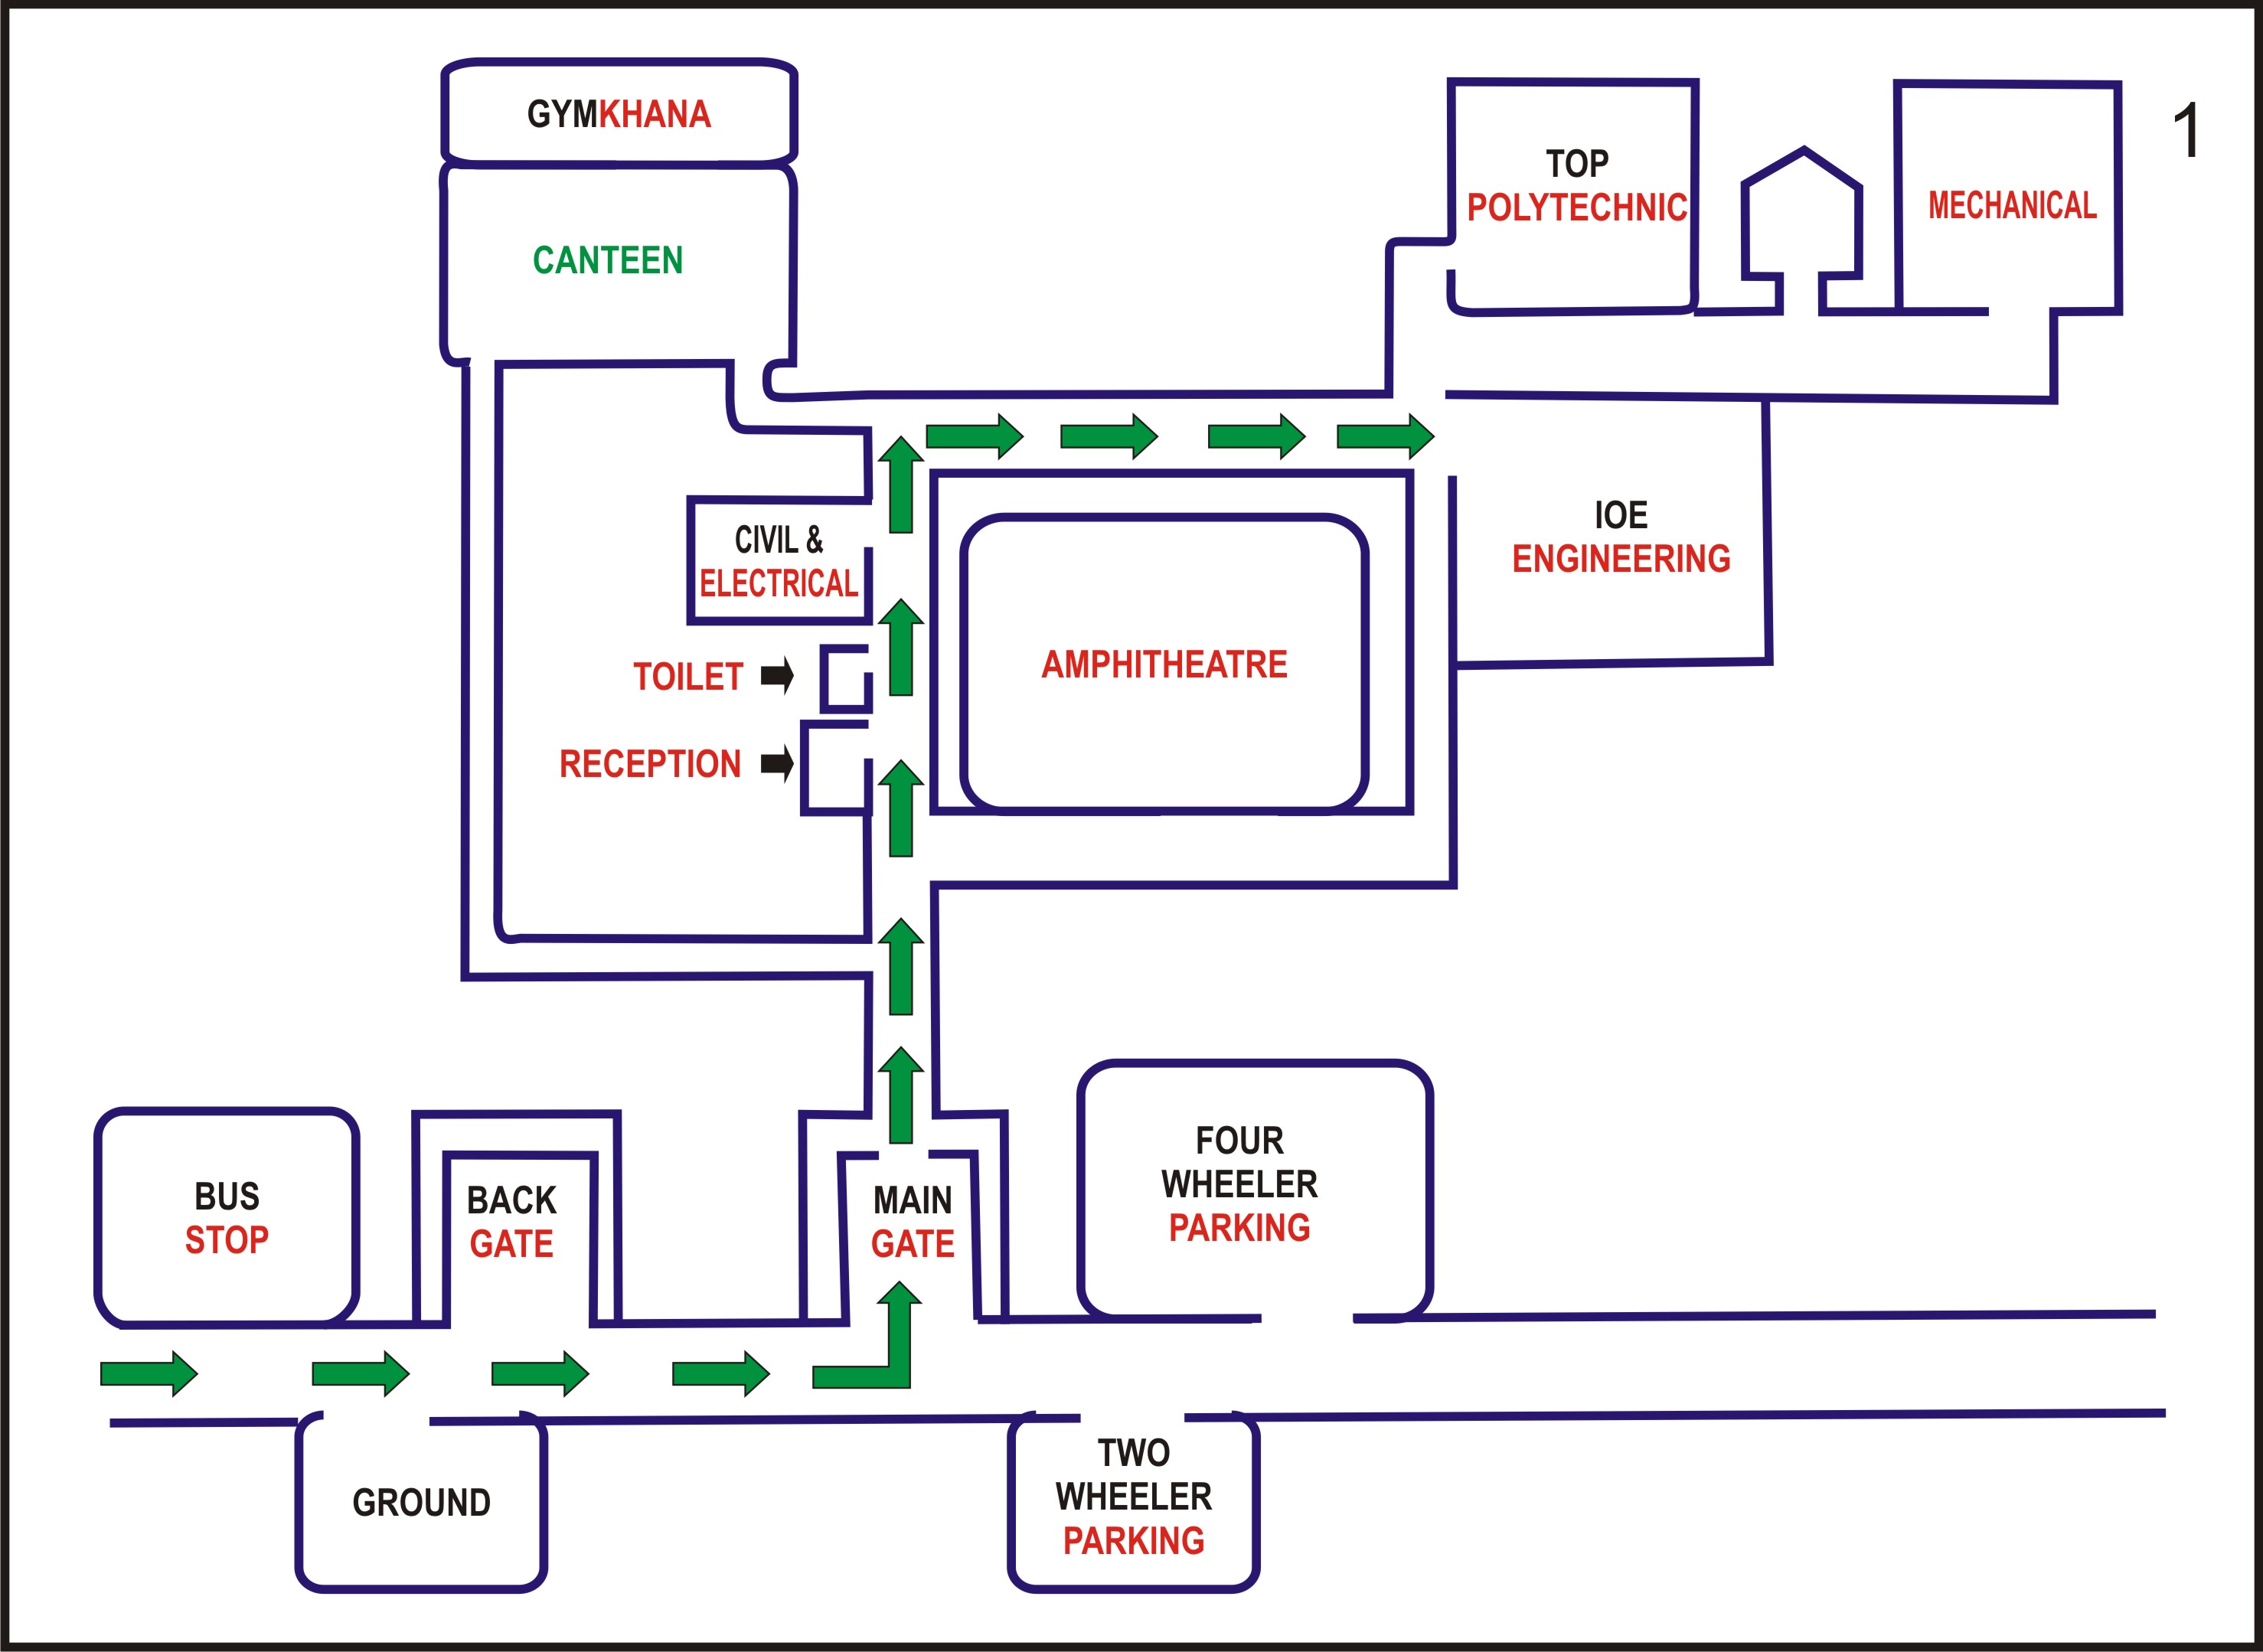 GYMKHANA
CANTEEN
TOP
POLYTECHNIC
MECHANICAL
1
CIVIL &
ELECTRICAL
TOILET
RECEPTION
AMPHITHEATRE
IOE
ENGINEERING
BUS
STOP
BACK
GATE
MAIN
GATE
FOUR
WHEELER
PARKING
GROUND
TWO
WHEELER
PARKING